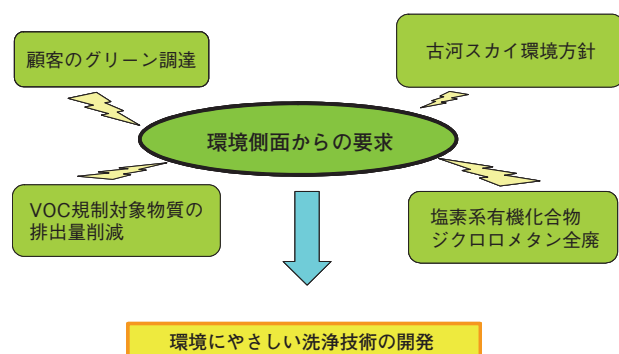 顧客のグリーン調達
古河スカイ環境方針
環境側面からの要求
VOC規制対象物質の
排出量削減
塩素系有機化合物
ジクロロメタン全廃
環境にやさしい洗浄技術の開発